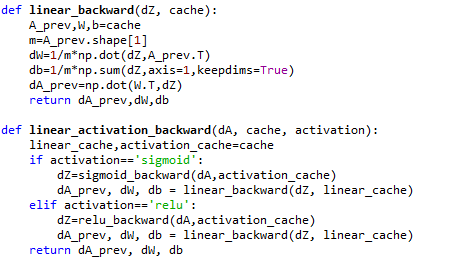 def linear_backward(dZ, cache):
    A_prev,W,b=cache
    m=A_prev.shape[1]
    dW=1/m*np.dot(dZ,A_prev.T)
    db=1/m*np.sum(dZ,axis=1,keepdims=True)
    dA_prev=np.dot(W.T,dZ)
    return dA_prev,dW,db

def linear_activation_backward(dA, cache, activation):
    linear_cache,activation_cache=cache
    if activation=='sigmoid':
        dZ=sigmoid_backward(dA,activation_cache)
        dA_prev, dW, db = linear_backward(dZ, linear_cache)
    elif activation=='relu':
        dZ=relu_backward(dA,activation_cache)
        dA_prev, dW, db = linear_backward(dZ, linear_cache)
    return dA_prev, dW, db